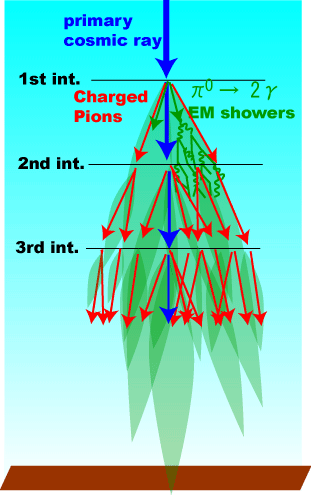 primary
cosmic ray
1st int.
π⁰ → 2γ
Charged
Pions
EM showers
2nd int.
3rd int.